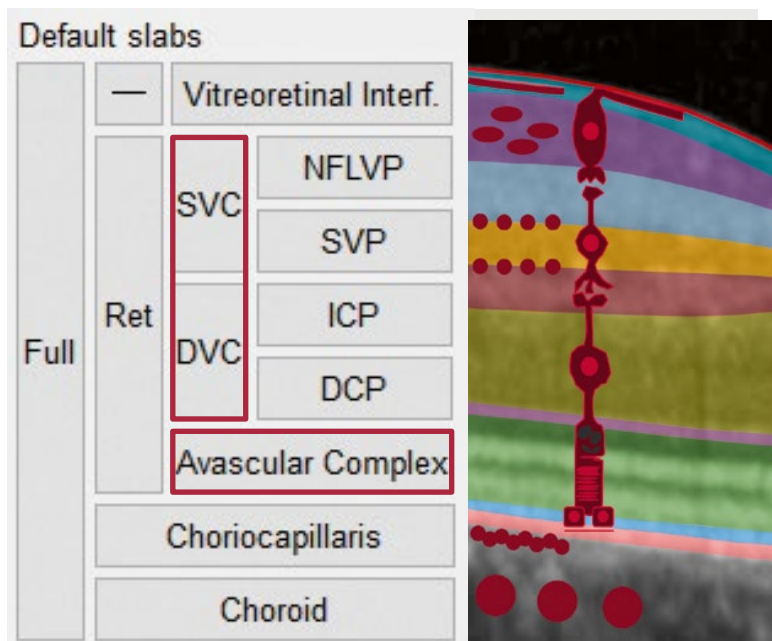 Default slabs
Full
Ret
—
Vitreoretinal Interf.
SVC
NFLVP
SVP
DVC
ICP
DCP
Avascular Complex
Choriocapillaris
Choroid